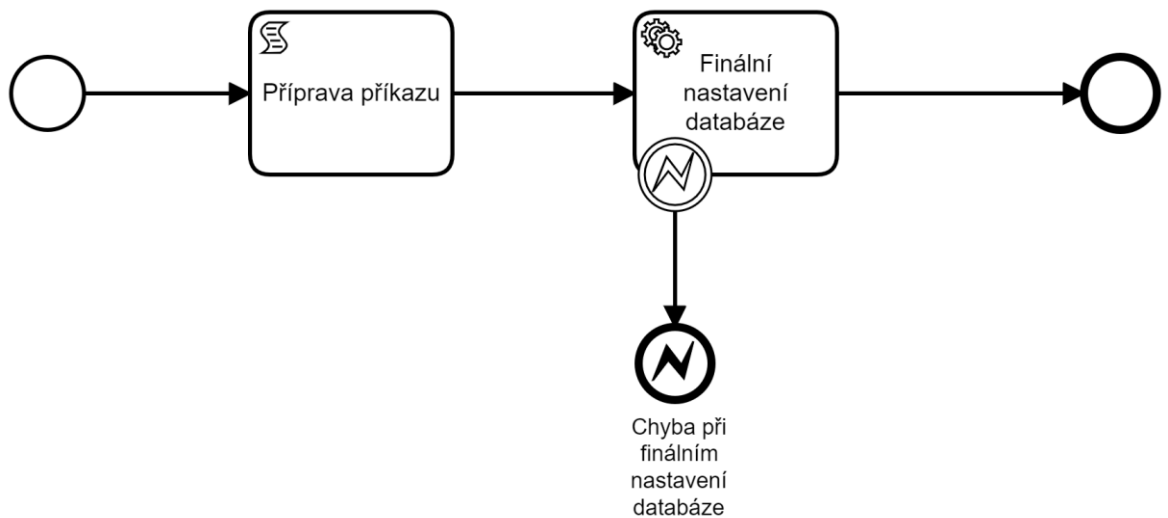 Příprava příkazu
Finální
nastavení
databáze
Chyba při
finálním
nastavení
databáze